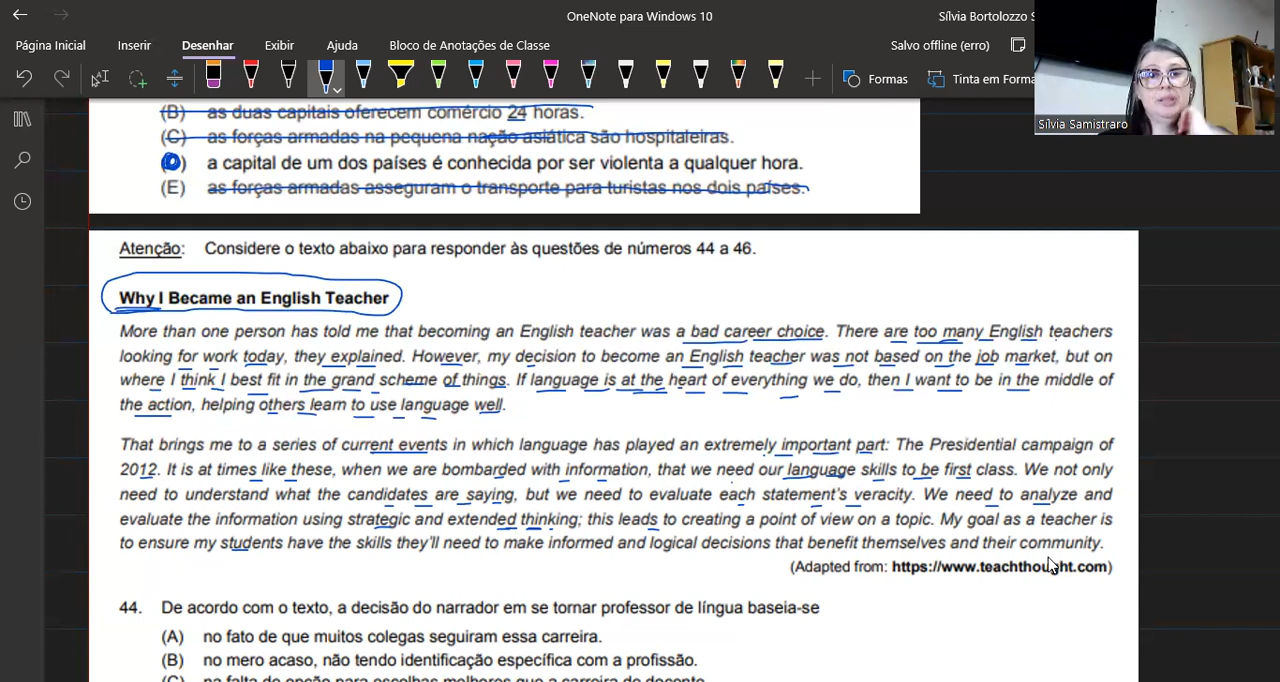 OneNote para Windows 10
Sílvia Bortolozzo S
Página Inicial Inserir Desenhar Exibir Ajuda Bloco de Anotações de Classe
Salvo offline (erro)
Formas Tinta em Forma
Sílvia Samistraro
(B) as duas capitais oferecem comércio 24 horas.
(C) as forças armadas na pequena nação asiática são hospitaleiras.
) a capital de um dos países é conhecida por ser violenta a qualquer hora.
(E) as forças armadas asseguram o transporte para turistas nos dois países.
Atenção: Considere o texto abaixo para responder às questões de números 44 a 46.
Why I Became an English Teacher
More than one person has told me that becoming an English teacher was a bad career choice. There are too many English teachers
looking for work today, they explained. However, my decision to become an English teacher was not based on the job market, but on
where I think I best fit in the grand scheme of things. If language is at the heart of everything we do, then I want to be in the middle of
the action, helping others learn to use language well.
That brings me to a series of current events in which language has played an extremely important part: The Presidential campaign of
2012. It is at times like these, when we are bombarded with information, that we need our language skills to be first class. We not only
need to understand what the candidates are saying, but we need to evaluate each statement's veracity. We need to analyze and
evaluate the information using strategic and extended thinking; this leads to creating a point of view on a topic. My goal as a teacher is
to ensure my students have the skills they'll need to make informed and logical decisions that benefit themselves and their community.
(Adapted from: https://www.teachthought.com)
44. De acordo com o texto, a decisão do narrador em se tornar professor de língua baseia-se
(A) no fato de que muitos colegas seguiram essa carreira.
(B) no mero acaso, não tendo identificação específica com a profissão.
(C) na falta de opção para escolhas melhores que a carreira de docente.